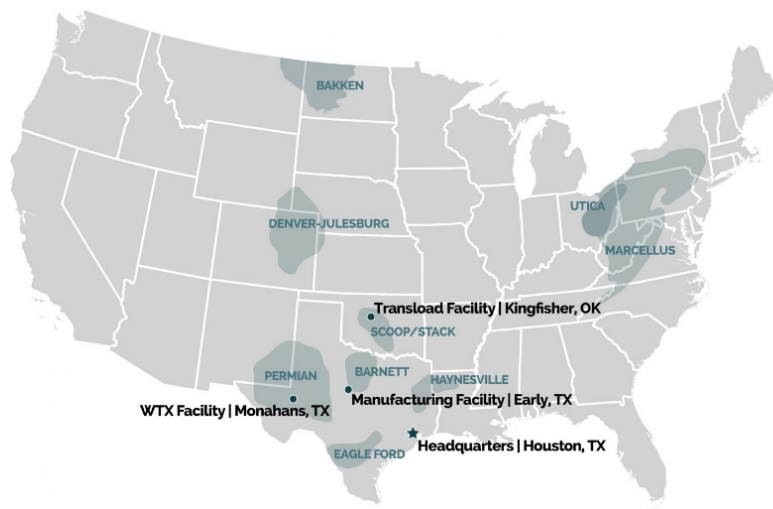 BAKKEN
UTICA
DENVER-JULESBURG
MARCELLUS
Transload Facility | Kingfisher, OK
SCOOP/STACK
PERMIAN
BARNETT
HAYNESVILLE
Manufacturing Facility | Early, TX
WTX Facility | Monahans, TX
Headquarters | Houston, TX
EAGLE FORD